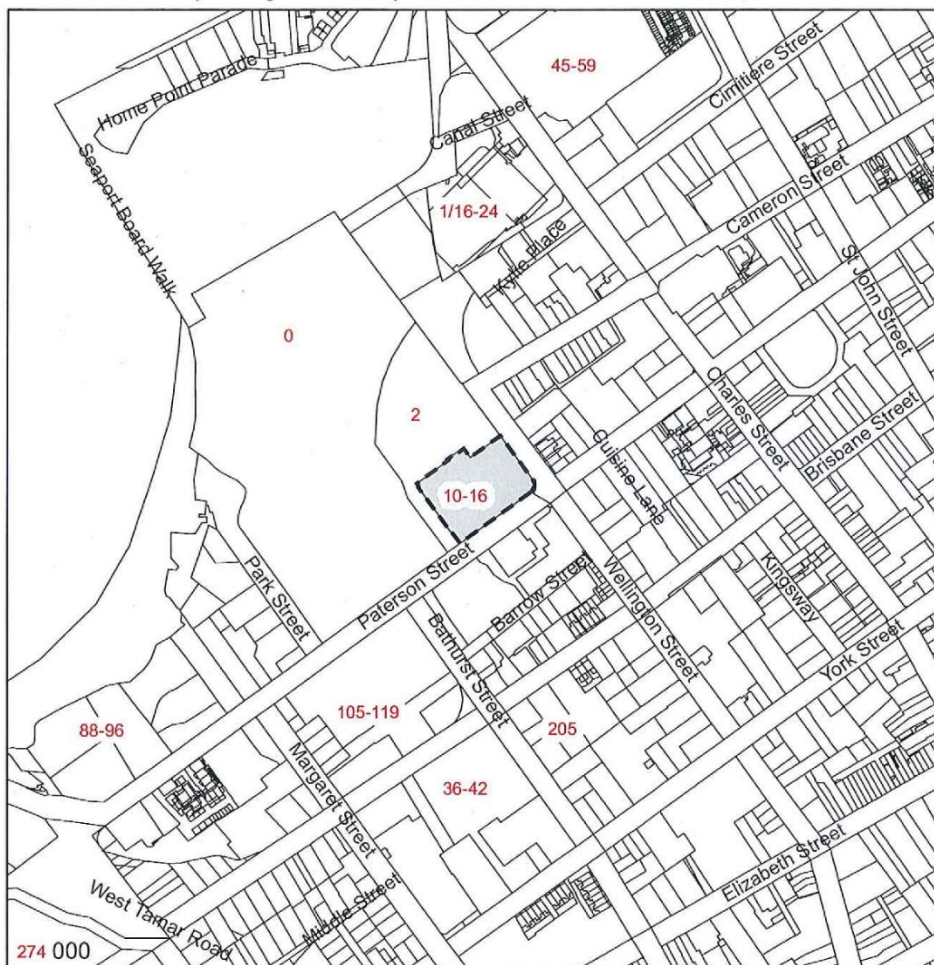 Home Point Parade
45-59
Cimitiere Street
Canal Street
Seaport Board Walk
1/16-24
Cameron Street
Kylie Place
St John Street
0
2
Charles Street
Brisbane Street
Cuisine Lane
10-16
Park Street
Paterson Street
Barrow Street
Wellington Street
Kingsway
York Street
Bathurst Street
105-119
205
88-96
Margaret Street
36-42
Elizabeth Street
West Tamar Road
Middle Street
274 000